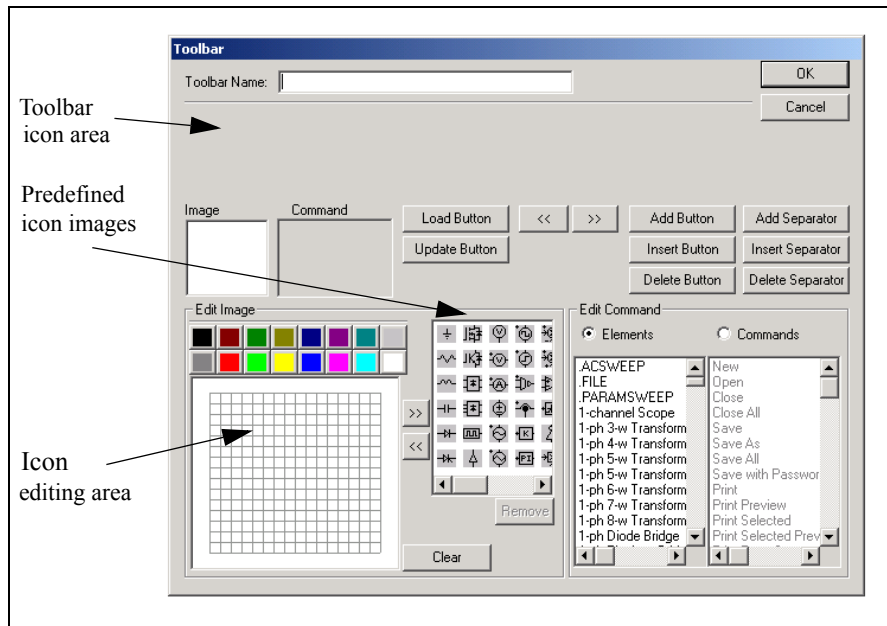 Toolbar
Toolbar Name:
OK
Cancel
Toolbar
icon area
Predefined
icon images
Image
Command
Load Button
<<
>>
Add Button
Add Separator
Update Button
Insert Button
Insert Separator
Delete Button
Delete Separator
Edit Image
Edit Command
Elements
Commands
.ACSWEEP
.FILE
.PARAMSWEEP
1-channel Scope
1-ph 3-w Transform
1-ph 4-w Transform
1-ph 5-w Transform
1-ph 5-w Transform
1-ph 6-w Transform
1-ph 7-w Transform
1-ph 8-w Transform
1-ph Diode Bridge
New
Open
Close
Close All
Save
Save As
Save All
Save with Passwor
Print
Print Preview
Print Selected
Print Selected Prev
>>
<<
JK
V
V
A
K
PI
Icon
editing area
Remove
Clear